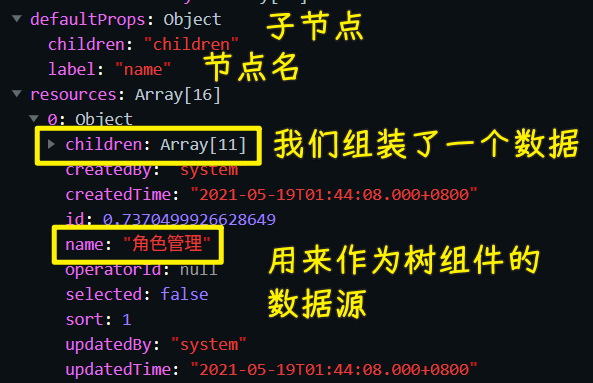 defaultProps: Object
子节点
children: "children"
label: "name"
节点名
resources: Array[16]
0: Object
children: Array[11]
我们组装了一个数据
createdBy: "system"
createdTime: "2021-05-19T01:44:08.000+0800"
id: 0.7370499926628649
name: "角色管理"
用来作为树组件的
operatorId: null
selected: false
数据源
sort: 1
updatedBy: "system"
updatedTime: "2021-05-19T01:44:08.000+0800"